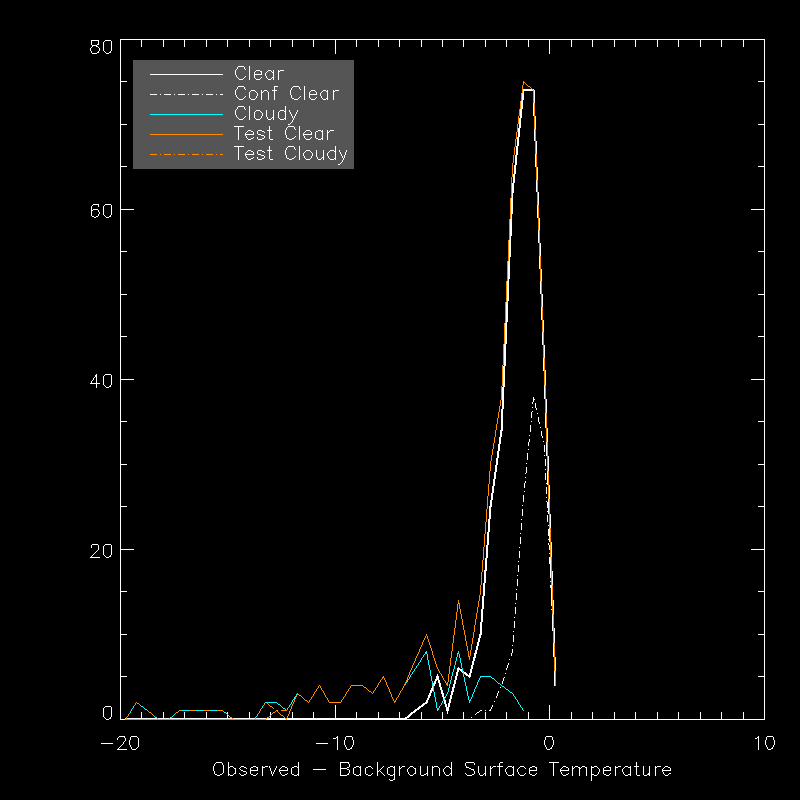 80
Clear
Conf Clear
Cloudy
Test Clear
Test Cloudy
60
40
20
0
−20 −10 0 10
Observed − Background Surface Temperature